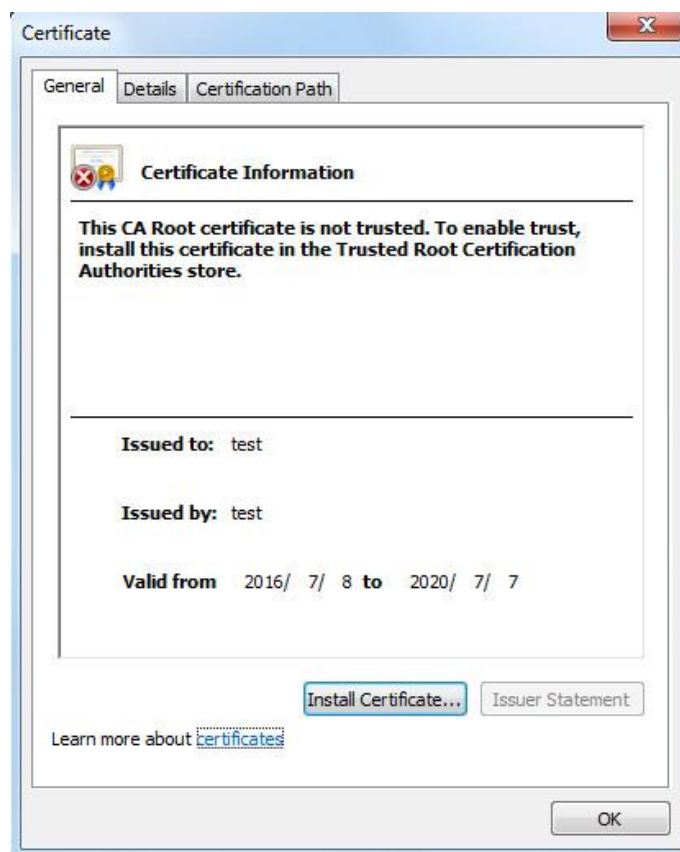 Certificate
General
Details
Certification Path
Certificate Information
This CA Root certificate is not trusted. To enable trust,
install this certificate in the Trusted Root Certification
Authorities store.
Issued to: test
Issued by: test
Valid from 2016/ 7/ 8 to 2020/ 7/ 7
Install Certificate...
Issuer Statement
Learn more about certificates
OK